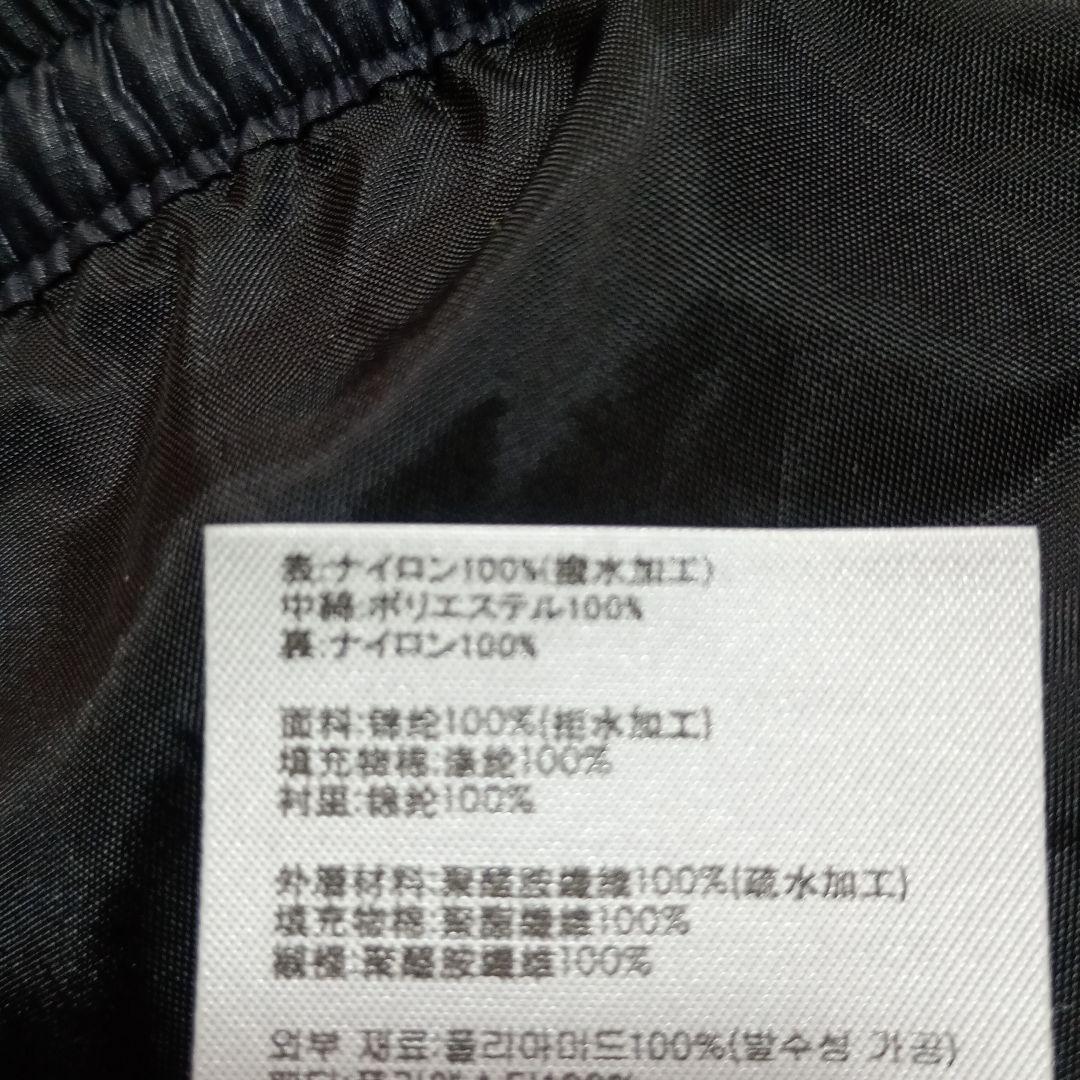 表:ナイロン100%(撥水加工)
中綿:ポリエステル100%
裏:ナイロン100%
面料:锦纶100%(拒水加工)
填充物棉:涤纶100%
衬里:锦纶100%
外層材料:聚醯胺纖維100%(疏水加工)
填充物棉:聚酯纖維100%
襯裡:聚醯胺纖維100%
외부 재료:폴리아미드100%(발수성 가공)